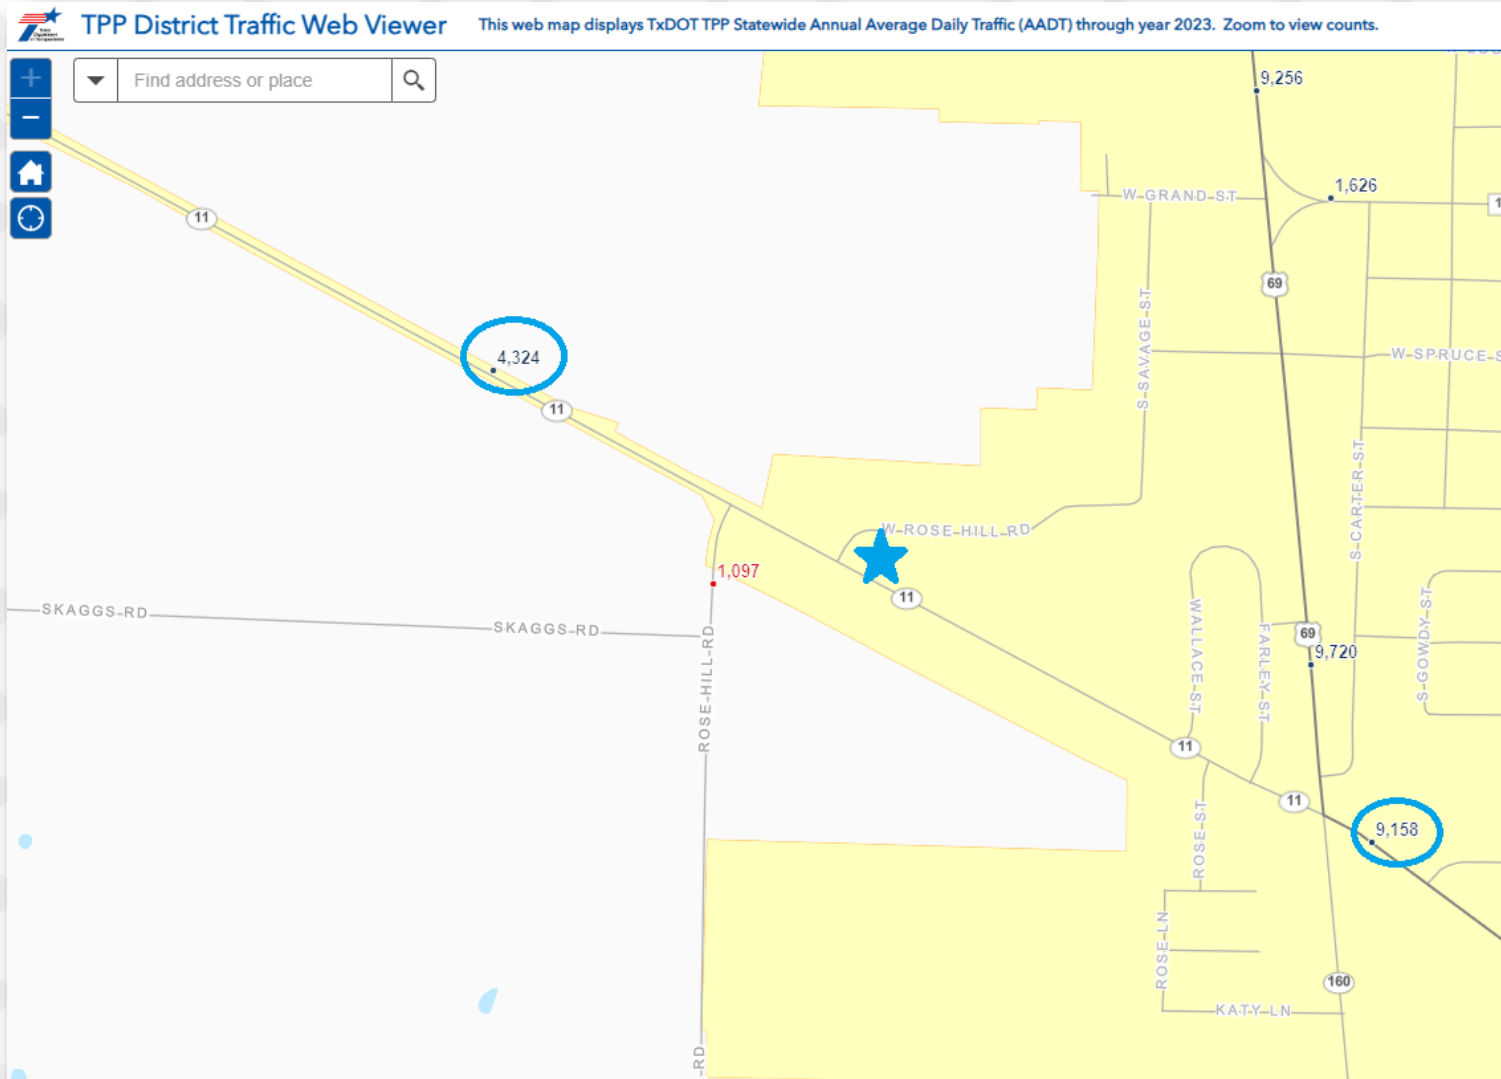 TPP District Traffic Web Viewer
This web map displays TxDOT TPP Statewide Annual Average Daily Traffic (AADT) through year 2023. Zoom to view counts.
Find address or place
9,256
1,626
W GRAND ST
11
69
S SAVAGE ST
4,324
W SPRUCE S
11
S CARTER ST
W ROSE HILL RD
1,097
11
SKAGGS RD
SKAGGS RD
ROSE HILL RD
WALLACE ST
FARLEY ST
69
9,720
S GOWDY ST
11
11
9,158
ROSE ST
ROSE LN
160
KATY LN
RD